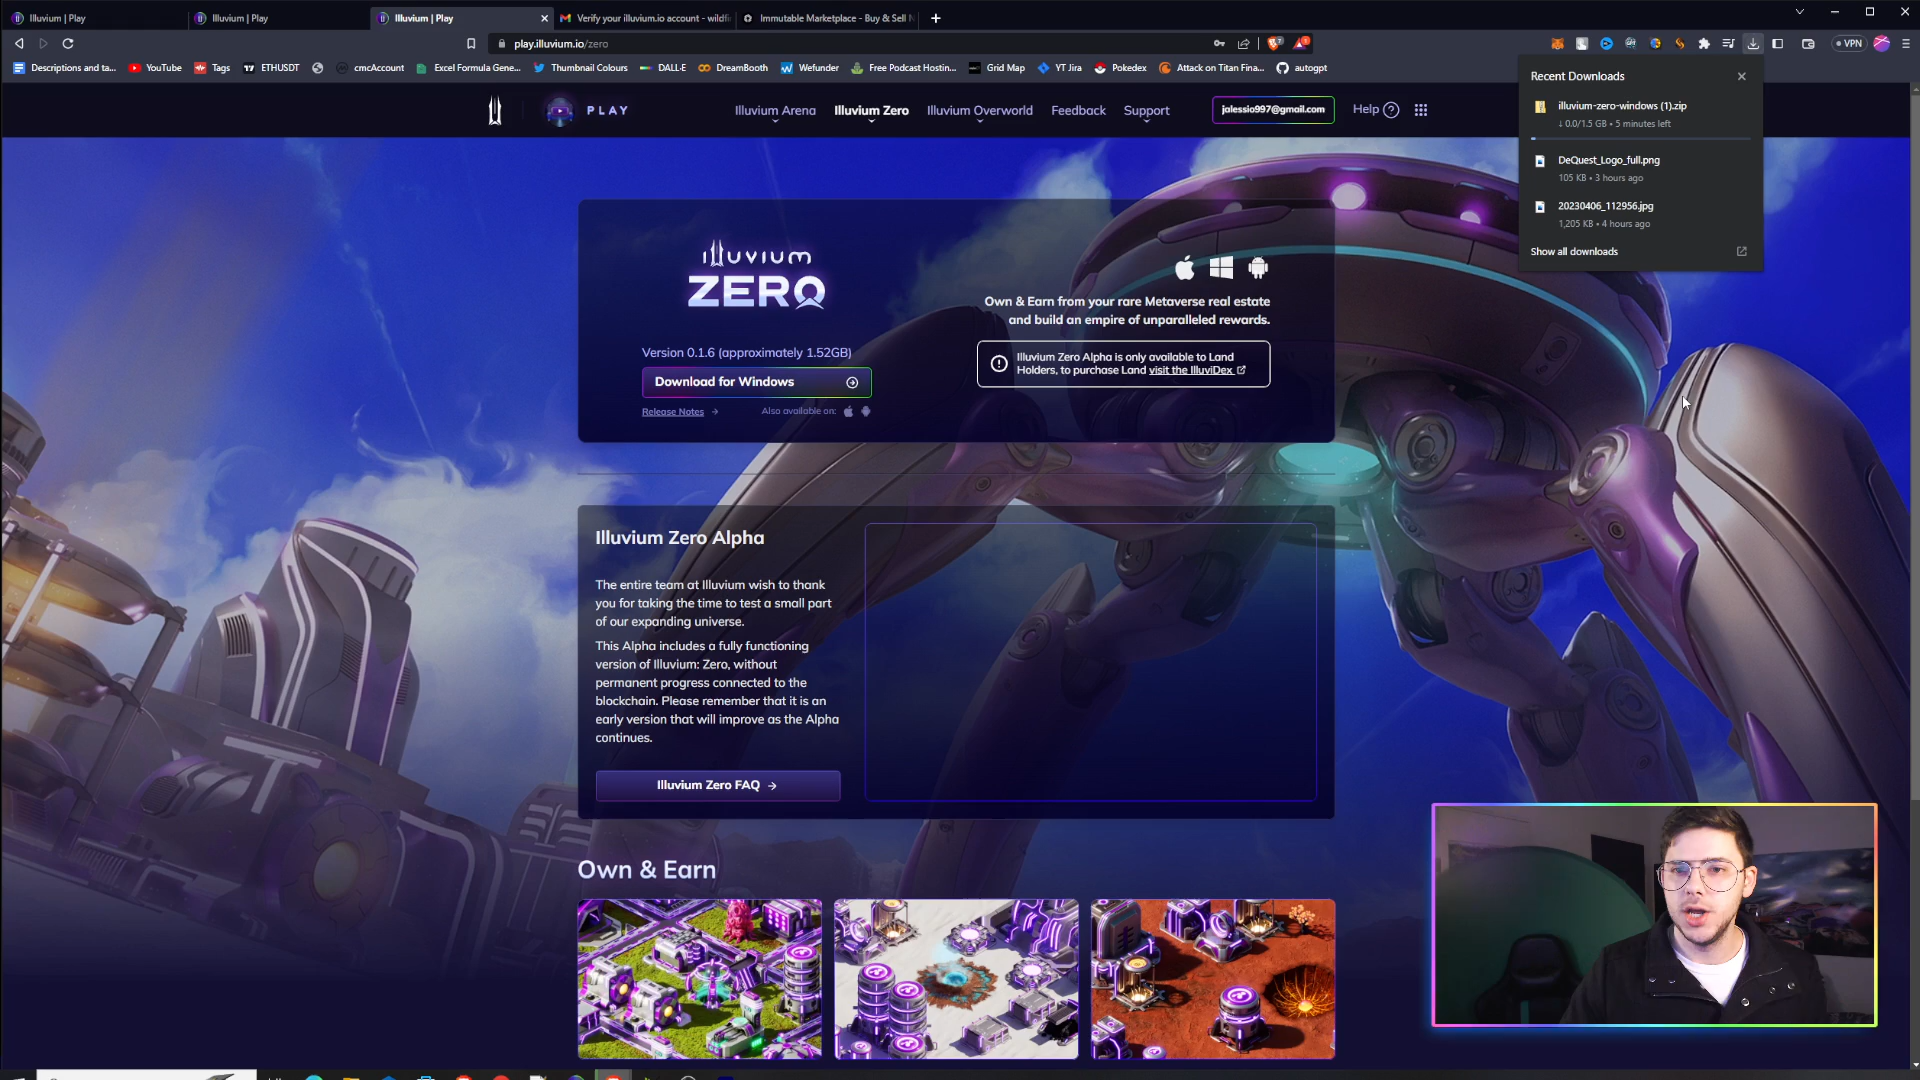 Illuvium | Play
Illuvium | Play
Illuvium | Play
Verify your illuvium.io account - wildfi
Immutable Marketplace - Buy & Sell N
play.illuvium.io/zero
VPN
Descriptions and ta...
YouTube
Tags
ETHUSDT
cmcAccount
Excel Formula Gene...
Thumbnail Colours
DALL·E
DreamBooth
Wefunder
Free Podcast Hostin...
Grid Map
YT Jira
Pokedex
Attack on Titan Fina...
autogpt
Recent Downloads
illuvium-zero-windows (1).zip
↓ 0.0/1.5 GB • 5 minutes left
DeQuest_Logo_full.png
105 KB • 3 hours ago
20230406_112956.jpg
1,205 KB • 4 hours ago
Show all downloads
PLAY
Illuvium Arena
Illuvium Zero
Illuvium Overworld
Feedback
Support
jalessio997@gmail.com
Help
illuvium
ZERO
Own & Earn from your rare Metaverse real estate
and build an empire of unparalleled rewards.
Version 0.1.6 (approximately 1.52GB)
Download for Windows
Release Notes →
Also available on:
Illuvium Zero Alpha is only available to Land
Holders, to purchase Land visit the IlluviDex
Illuvium Zero Alpha
The entire team at Illuvium wish to thank
you for taking the time to test a small part
of our expanding universe.
This Alpha includes a fully functioning
version of Illuvium: Zero, without
permanent progress connected to the
blockchain. Please remember that it is an
early version that will improve as the Alpha
continues.
Illuvium Zero FAQ →
Own & Earn